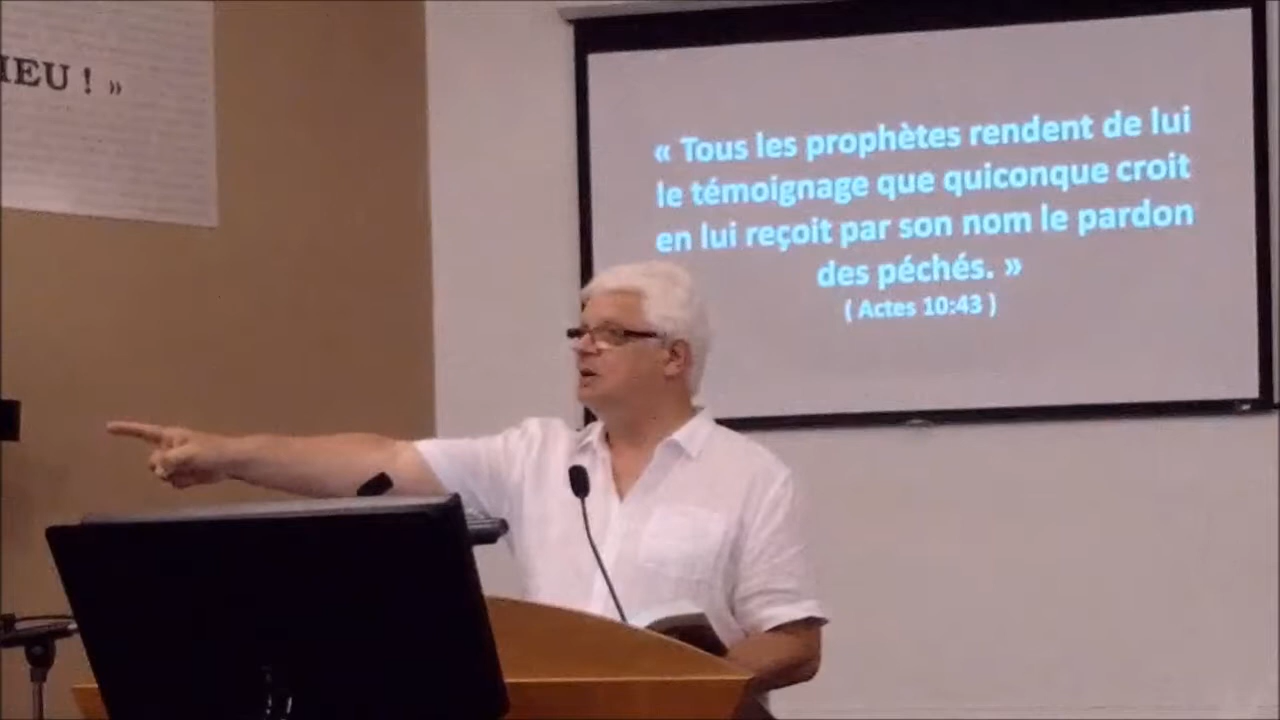 IEU ! »
« Tous les prophètes rendent de lui
le témoignage que quiconque croit
en lui reçoit par son nom le pardon
des péchés. »
( Actes 10:43 )